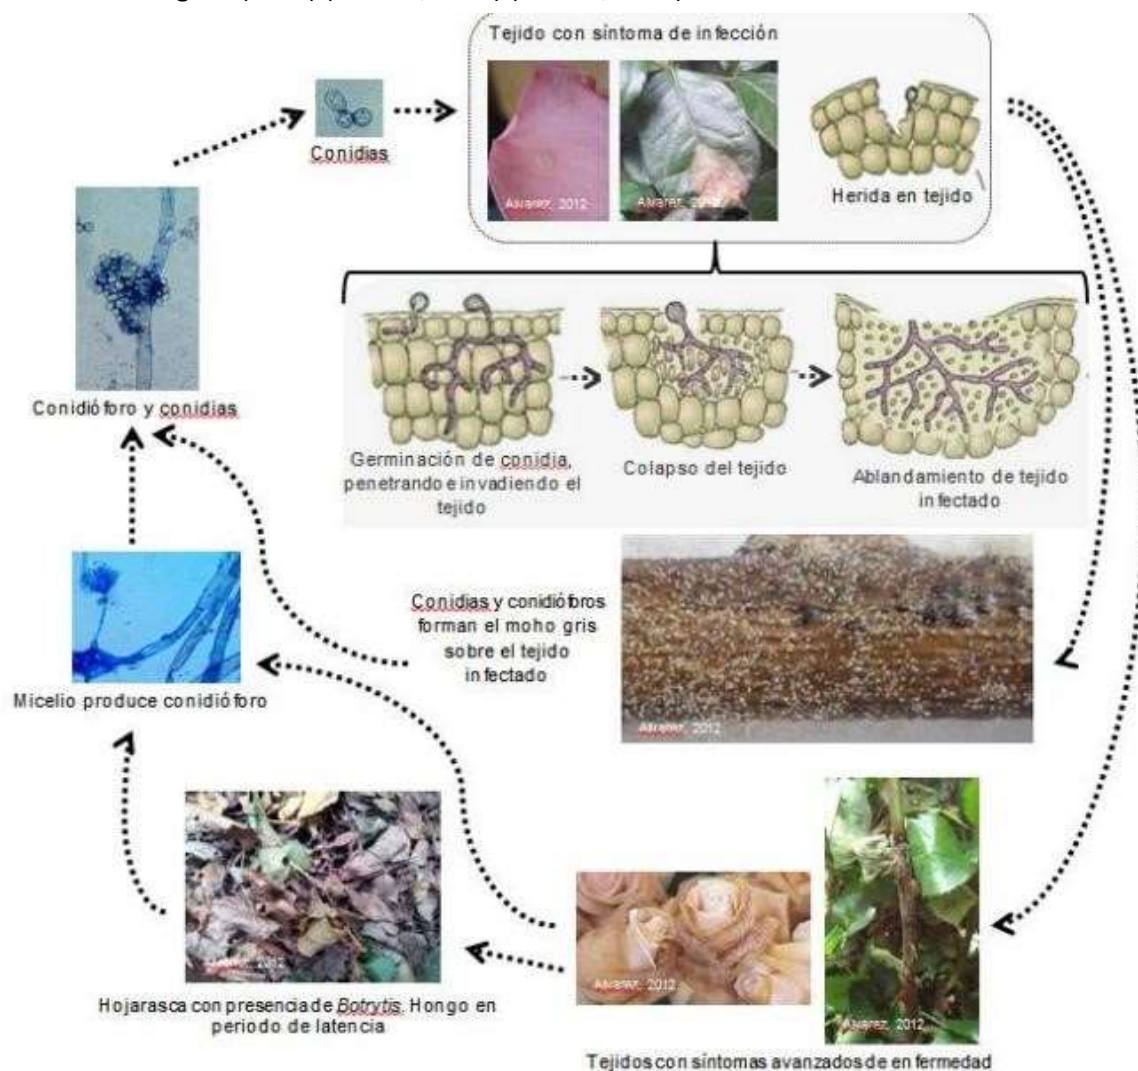 Tejido con síntoma de infección
Alvarez, 2012
Alvarez, 2012
Herida en tejido
Conidias
Conidióforo y conidias
Germinación de conidia,
penetrando e invadiendo el
tejido
Colapso del tejido
Ablandamiento de tejido
infectado
Conidias y conidióforos
forman el moho gris
sobre el tejido
infectado
Alvarez, 2012
Micelio produce conidióforo
Alvarez, 2012
Hojarasca con presencia de Botrytis. Hongo en
periodo de latencia
Alvarez, 2012
Alvarez, 2012
Tejidos con síntomas avanzados de enfermedad